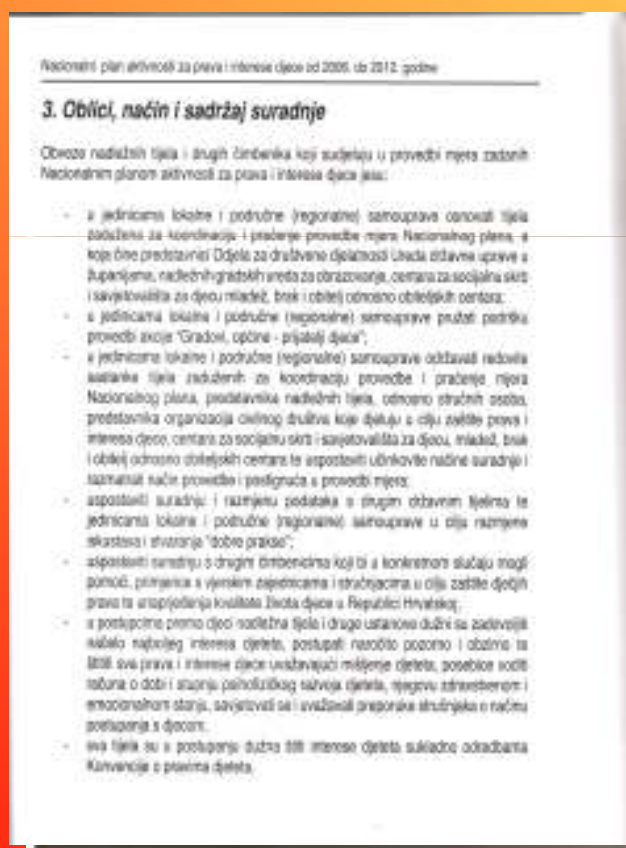 Nacionalni plan aktivnosti za prava i interese djece od 2006. do 2012. godine
3. Oblici, način i sadržaj suradnje
Obveze nadležnih tijela i drugih čimbenika koji sudjeluju u provedbi mjera zadanih
Nacionalnim planom aktivnosti za prava i interese djece jesu:
- u jedinicama lokalne i područne (regionalne) samouprave osnovati tijela
zadužena za koordinaciju i praćenje provedbe mjera Nacionalnog plana, a
koja čine predstavnici Odjela za društvene djelatnosti Ureda državne uprave u
županijama, nadležnih gradskih ureda za obrazovanje, centara za socijalnu skrb
i savjetovališta za djecu mladež, brak i obitelj odnosno obiteljskih centara;
- u jedinicama lokalne i područne (regionalne) samouprave pružati podršku
provedbi akcije "Gradovi, općine - prijatelji djece";
- u jedinicama lokalne i područne (regionalne) samouprave održavati redovite
sastanke tijela zaduženih za koordinaciju provedbe i praćenje mjera
Nacionalnog plana, predstavnika nadležnih tijela, odnosno stručnih osoba,
predstavnika organizacija civilnog društva koje djeluju u cilju zaštite prava i
interesa djece, centara za socijalnu skrb i savjetovališta za djecu, mladež, brak
i obitelj odnosno obiteljskih centara te uspostaviti učinkovite načine suradnje i
razmatrati način provedbe i postignuća u provedbi mjera;
- uspostaviti suradnju i razmjenu podataka s drugim državnim tijelima te
jedinicama lokalne i područne (regionalne) samouprave u cilju razmjene
iskustava i stvaranja "dobre prakse";
- uspostaviti suradnju s drugim čimbenicima koji bi u konkretnom slučaju mogli
pomoći, primjerice s vjerskim zajednicama i stručnjacima u cilju zaštite dječjih
prava te unaprjeđenja kvalitete života djece u Republici Hrvatskoj;
- u postupcima prema djeci nadležna tijela i druge ustanove dužni su zadovoljiti
načelo najboljeg interesa djeteta, postupati naročito pozorno i obzirno te
štititi sva prava i interese djece uvažavajući mišljenje djeteta, posebice voditi
računa o dobi i stupnju psihofizičkog razvoja djeteta, njegovu zdravstvenom i
emocionalnom stanju, savjetovati se i uvažavati preporuke stručnjaka o načinu
postupanja s djecom;
- sva tijela su u postupanju dužna štiti interese djeteta sukladno odredbama
Konvencije o pravima djeteta.